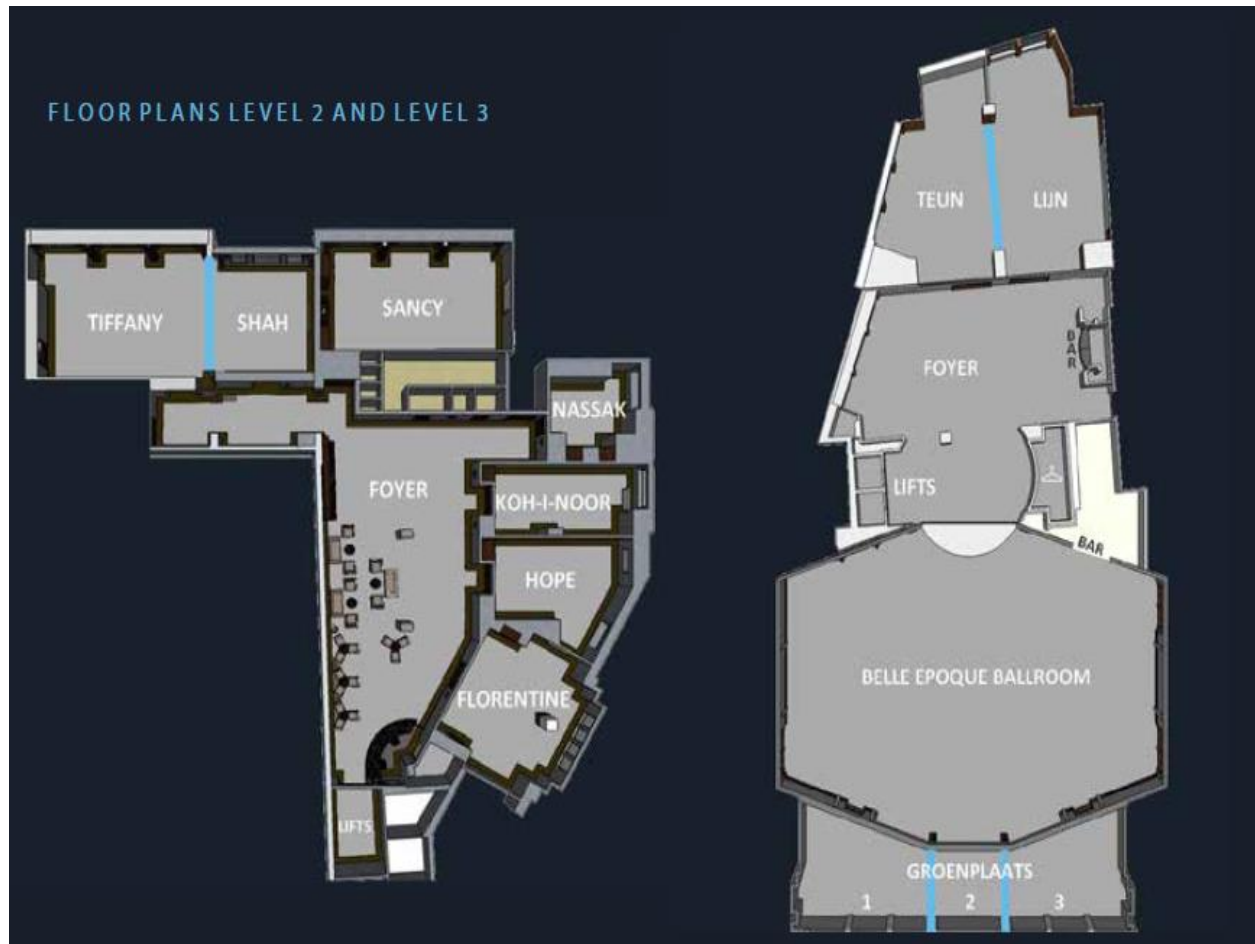 FLOOR PLANS LEVEL 2 AND LEVEL 3
TIFFANY
SHAH
SANCY
NASSAK
FOYER
KOH-I-NOOR
HOPE
FLORENTINE
LIFTS
TEUN
LIJN
FOYER
BAR
LIFTS
BAR
BELLE EPOQUE BALLROOM
GROENPLAATS
1 2 3